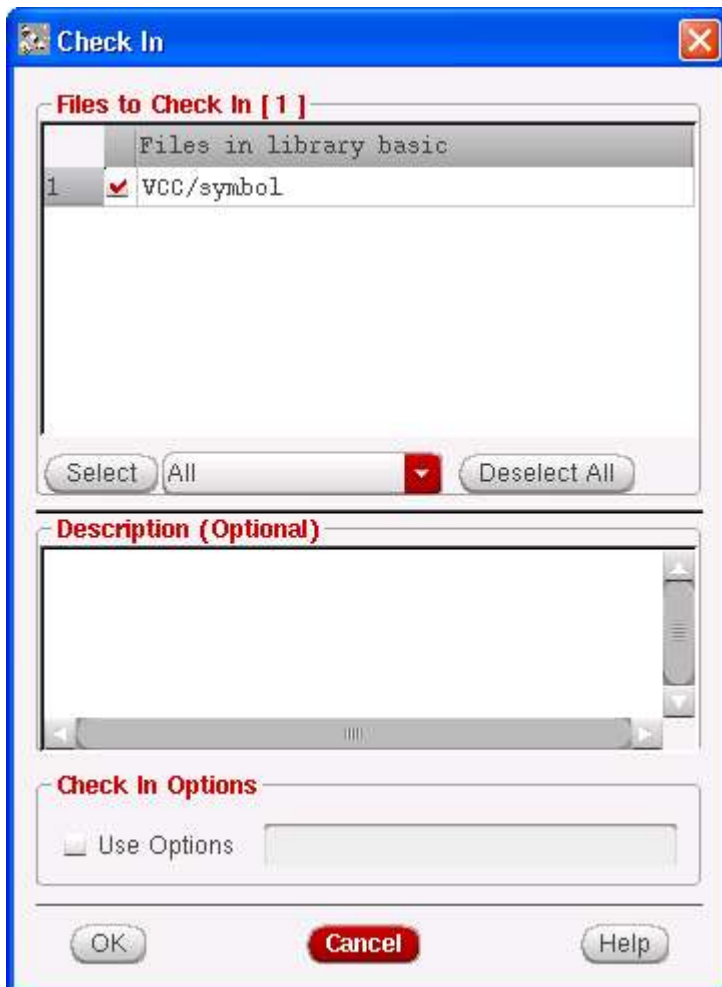 Check In
Files to Check In [ 1 ]
Files in library basic
1 VCC/symbol
Select All Deselect All
Description (Optional)
Check In Options
Use Options
OK Cancel Help